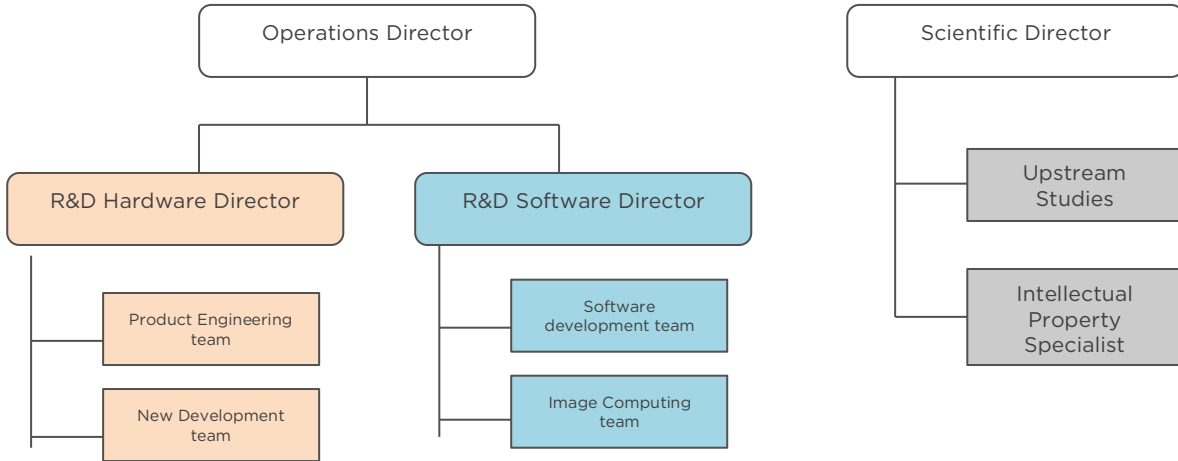 Operations Director
Scientific Director
R&D Hardware Director
R&D Software Director
Upstream
Studies
Product Engineering
team
Software
development team
Intellectual
Property
Specialist
New Development
team
Image Computing
team